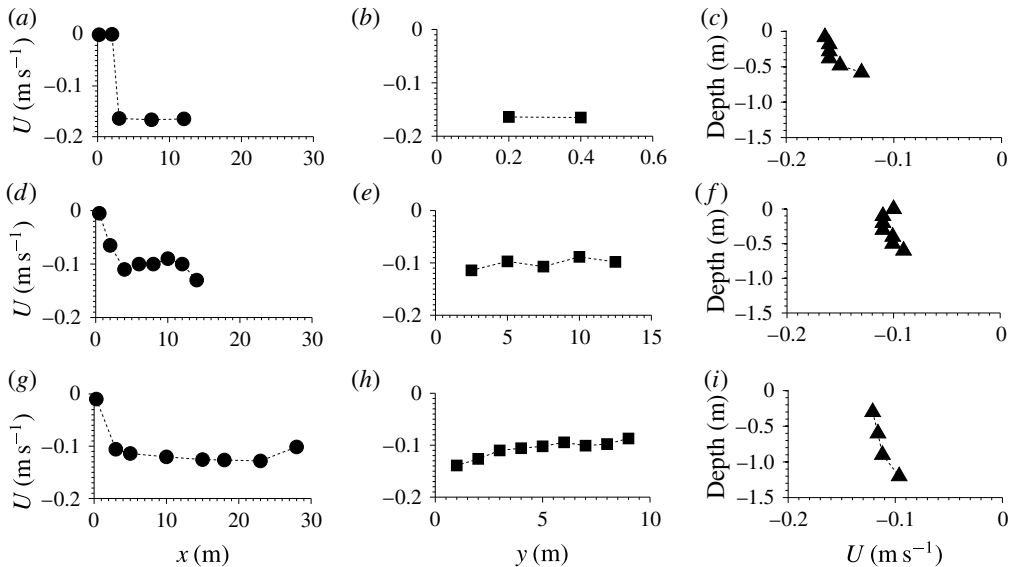 (a) (b) (c)
0 0 0
−0.1 −0.1 −0.5
−1.0
−0.2 −0.2 −1.5
U (m s−1) Depth (m)
0 10 20 30 0 0.2 0.4 0.6 −0.2 −0.1 0
(d) (e) (f)
0 0 0
−0.1 −0.1 −0.5
−1.0
−0.2 −0.2 −1.5
U (m s−1) Depth (m)
0 10 20 30 0 5 10 15 −0.2 −0.1 0
(g) (h) (i)
0 0 0
−0.1 −0.1 −0.5
−1.0
−0.2 −0.2 −1.5
U (m s−1) Depth (m)
0 10 20 30 0 5 10 −0.2 −0.1 0
x (m) y (m) U (m s−1)